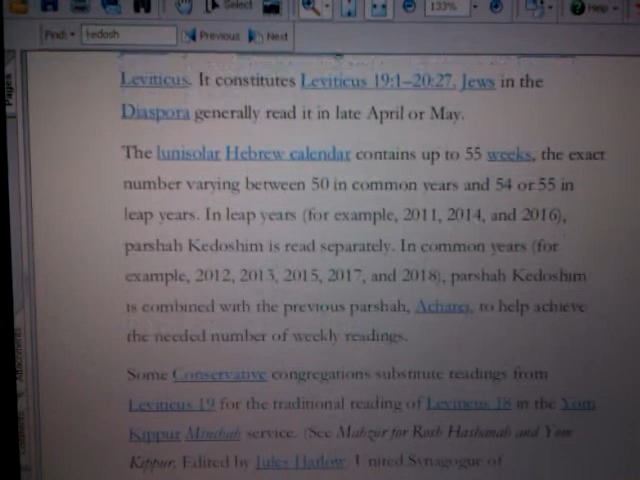 Select
133%
Help
Find:
kedosh
Previous
Next
Pages
Leviticus. It constitutes Leviticus 19:1–20:27. Jews in the
Diaspora generally read it in late April or May.
The lunisolar Hebrew calendar contains up to 55 weeks, the exact
number varying between 50 in common years and 54 or 55 in
leap years. In leap years (for example, 2011, 2014, and 2016),
parshah Kedoshim is read separately. In common years (for
example, 2012, 2013, 2015, 2017, and 2018), parshah Kedoshim
is combined with the previous parshah, Acharei, to help achieve
the needed number of weekly readings.
Some Conservative congregations substitute readings from
Leviticus 19 for the traditional reading of Leviticus 18 in the Yom
Kippur Minchah service. (See Mahzor for Rosh Hashanah and Yom
Kippur. Edited by Jules Harlow. United Synagogue of
Attachments